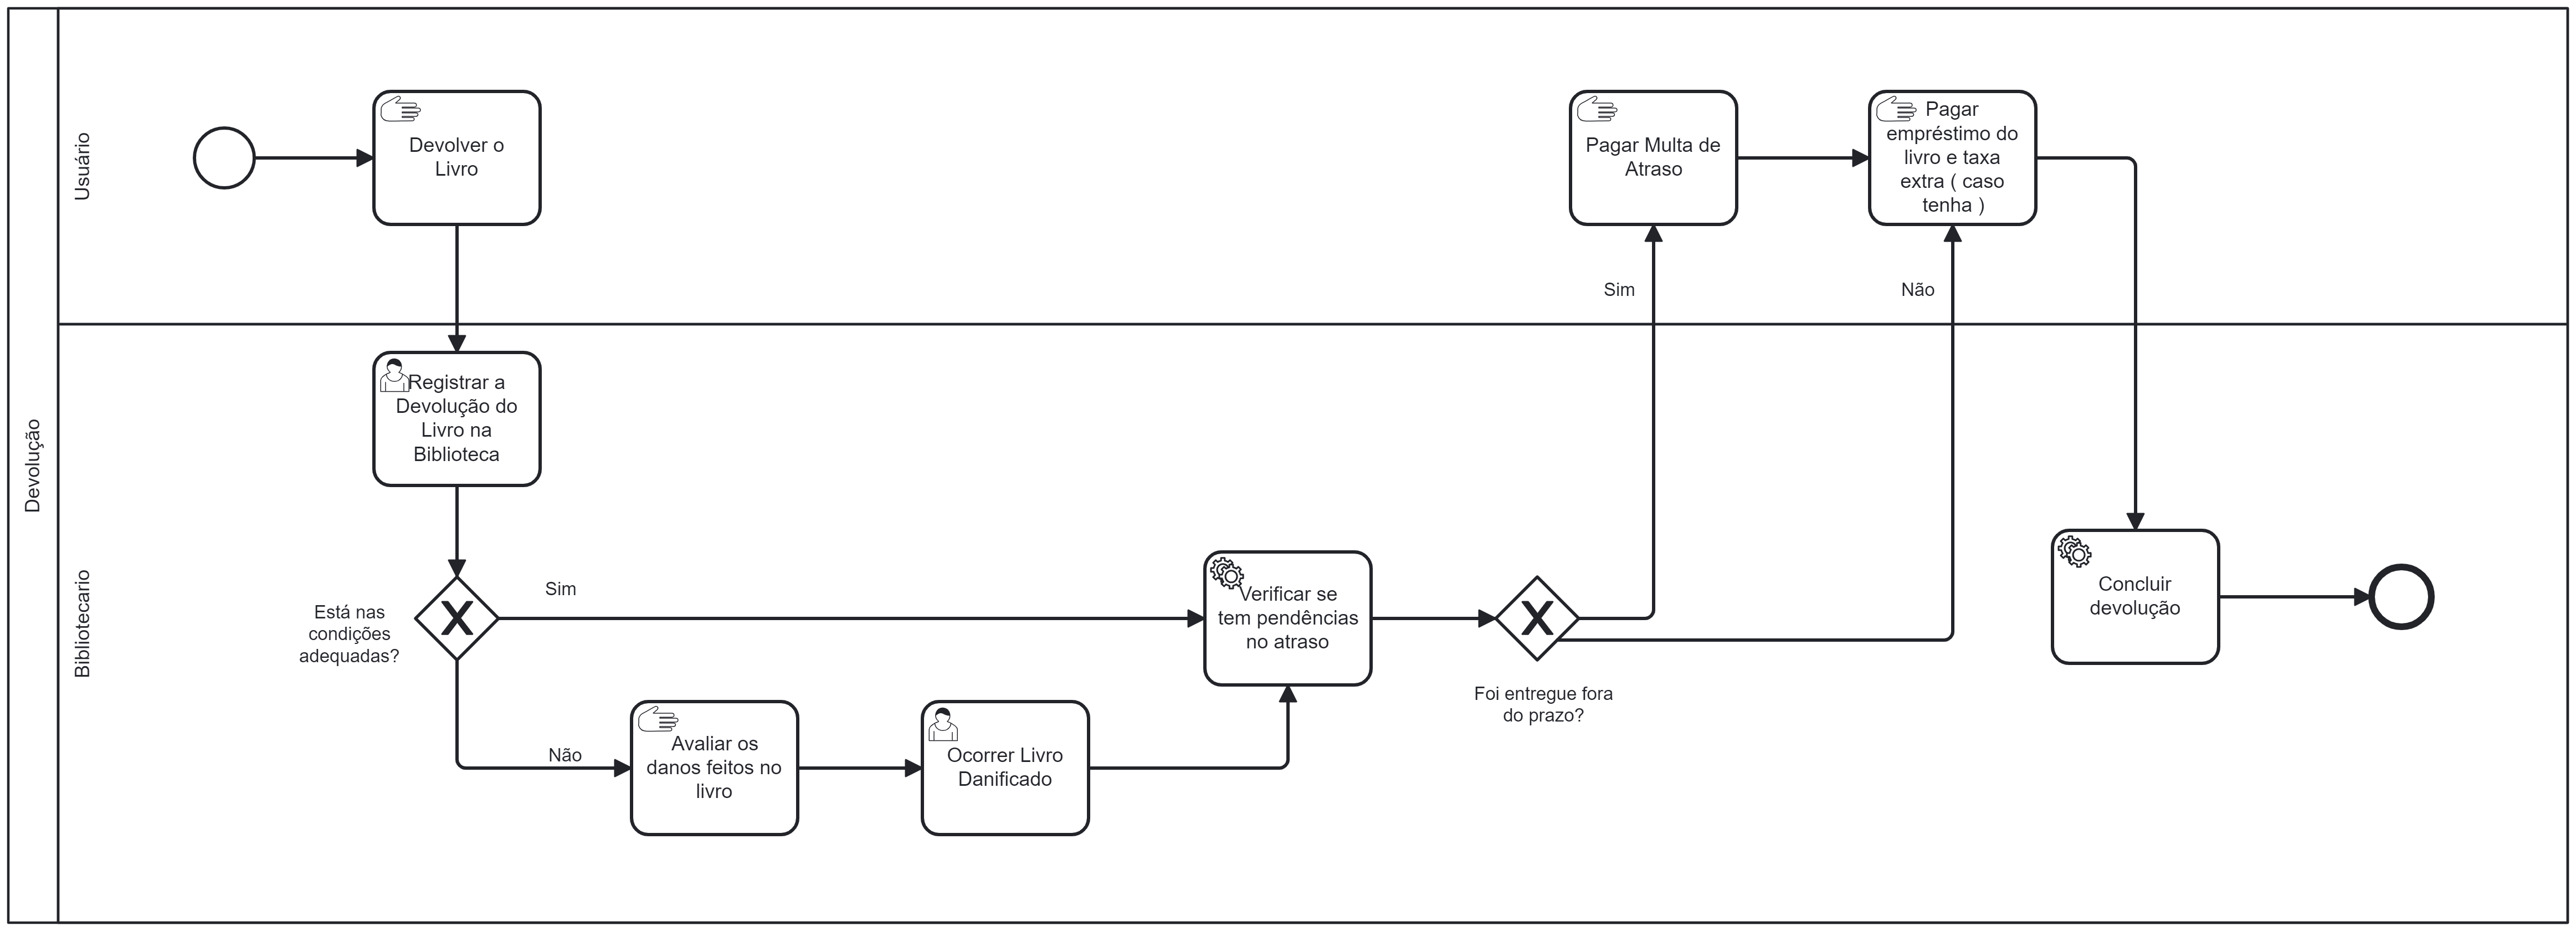 Devolução
Usuário
Bibliotecario
Devolver o
Livro
Registrar a
Devolução do
Livro na
Biblioteca
Está nas
condições
adequadas?
Sim
Não
Avaliar os
danos feitos no
livro
Ocorrer Livro
Danificado
Verificar se
tem pendências
no atraso
Foi entregue fora
do prazo?
Sim
Não
Pagar Multa de
Atraso
Pagar
empréstimo do
livro e taxa
extra ( caso
tenha )
Concluir
devolução